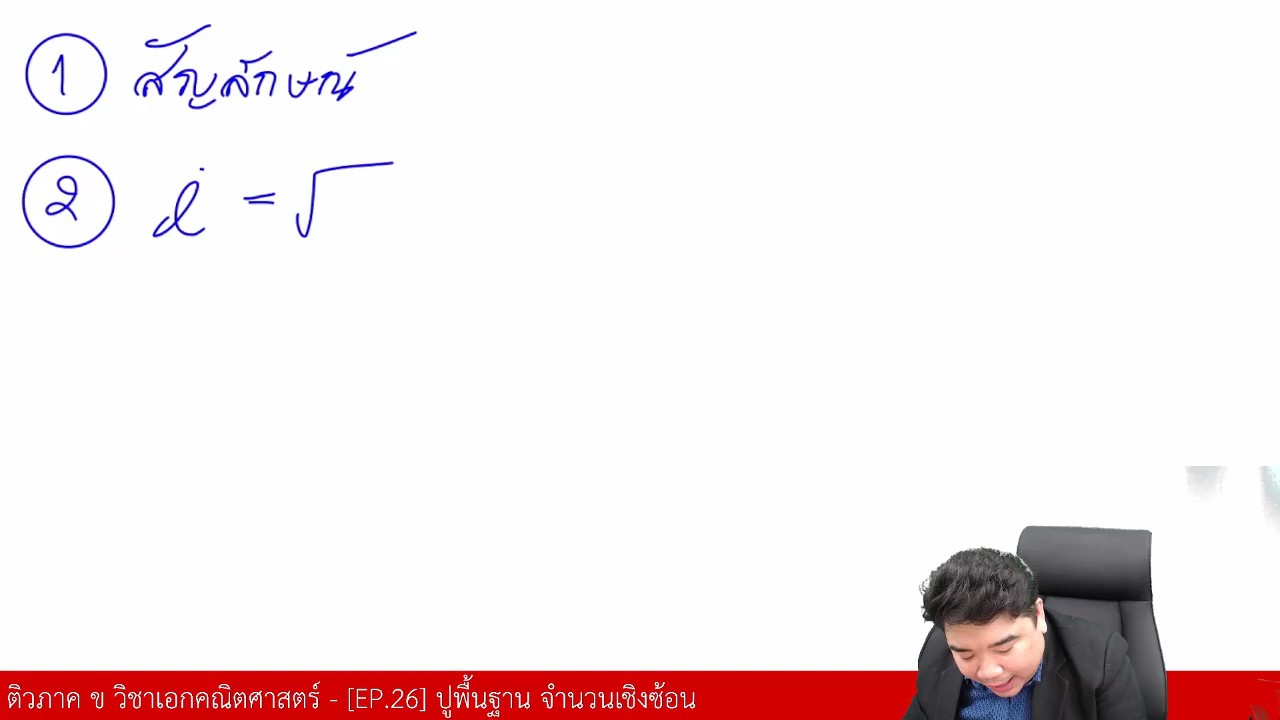 1 สัญลักษณ์
2 i = √
ติวภาค ข วิชาเอกคณิตศาสตร์ - [EP.26] ปูพื้นฐาน จำนวนเชิงซ้อน